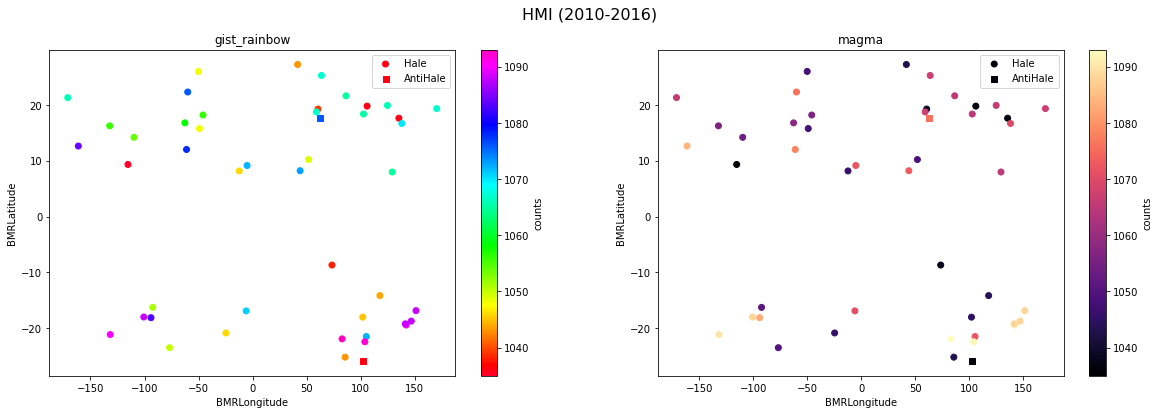 HMI (2010-2016)
gist_rainbow
Hale
AntiHale
20
10
0
−10
−20
BMRLatitude
−150
−100
−50
0
50
100
150
BMRLongitude
1090
1080
1070
1060
1050
1040
counts
magma
Hale
AntiHale
20
10
0
−10
−20
BMRLatitude
−150
−100
−50
0
50
100
150
BMRLongitude
1090
1080
1070
1060
1050
1040
counts